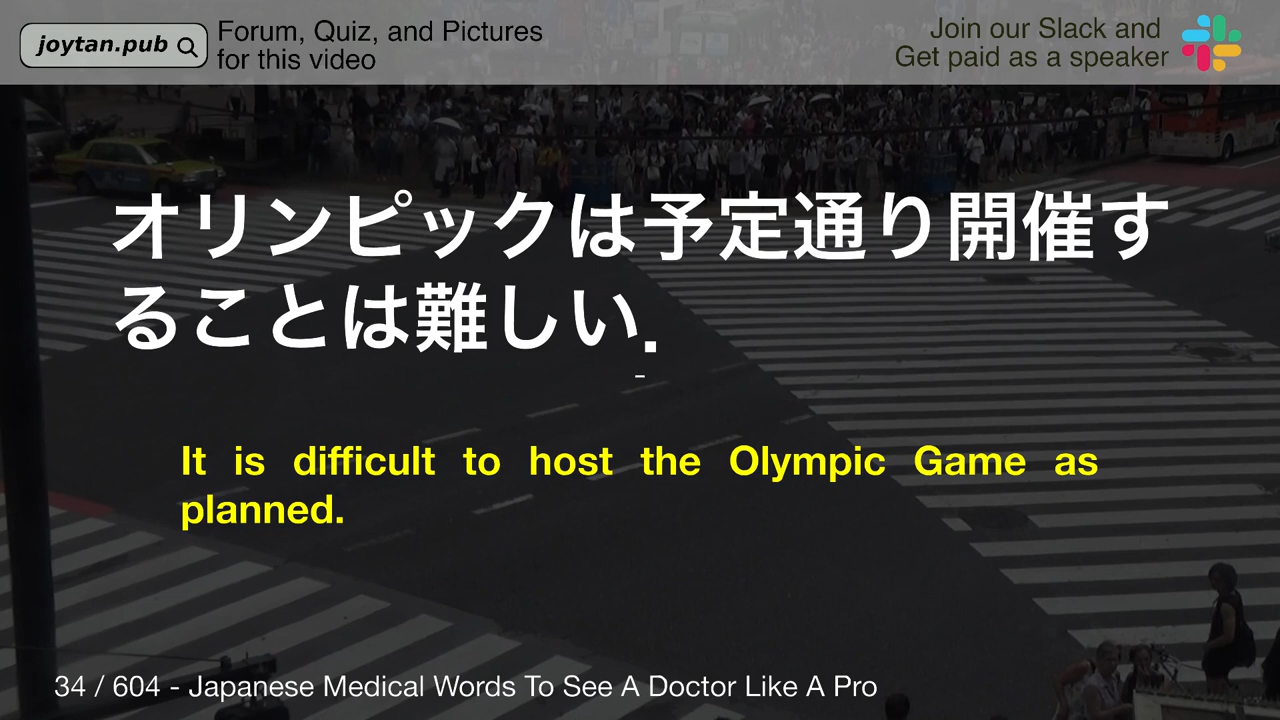 joytan.pub
Forum, Quiz, and Pictures
for this video
Join our Slack and
Get paid as a speaker
オリンピックは予定通り開催す
ることは難しい.
-
It is difficult to host the Olympic Game as
planned.
34 / 604 - Japanese Medical Words To See A Doctor Like A Pro